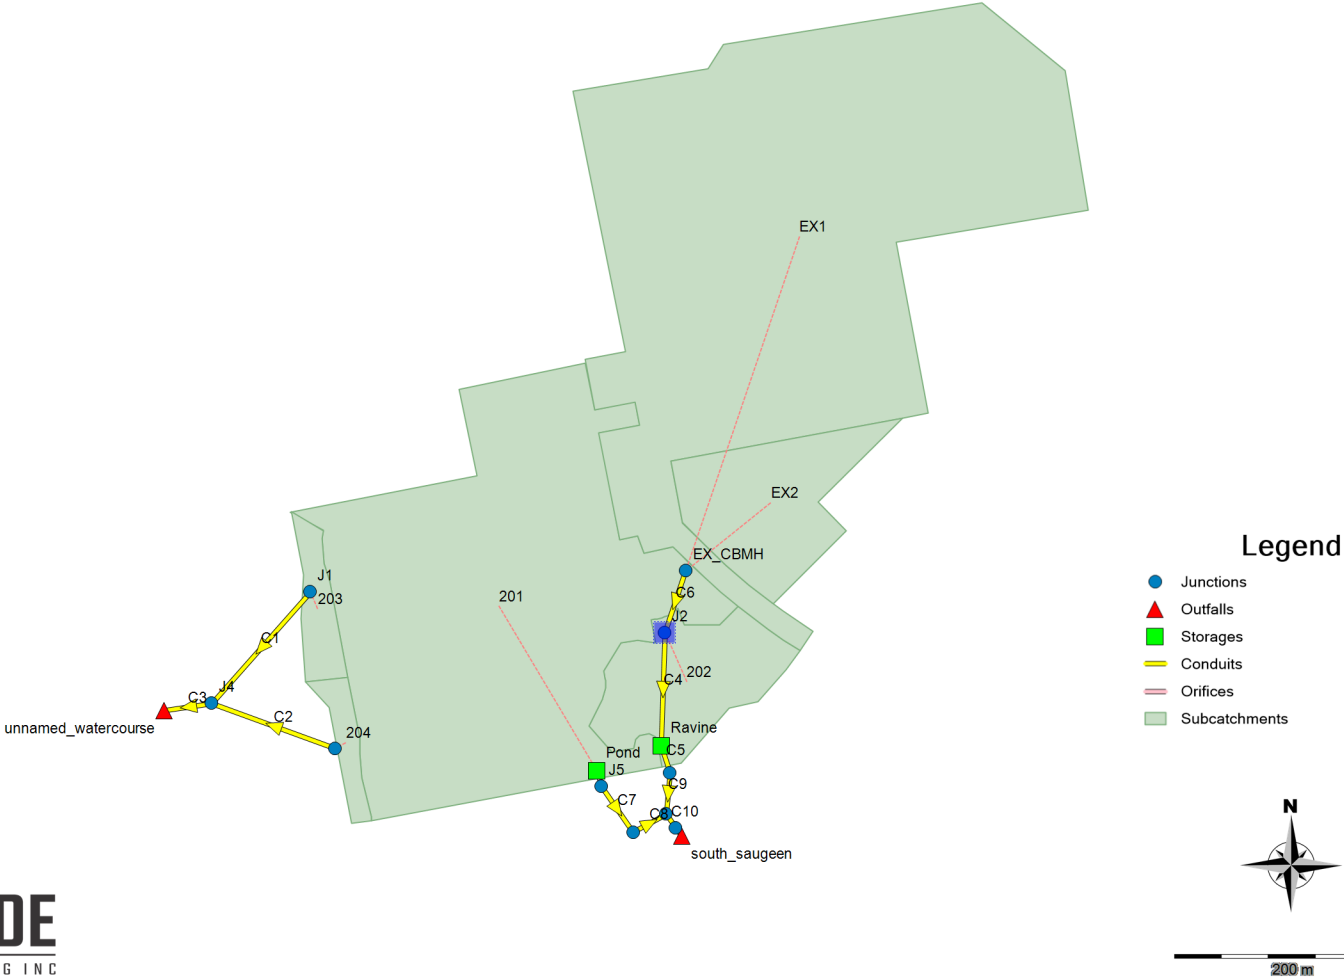 EX1
EX2
EX_CBMH
C6
J2
J1
203
201
C1
202
C4
J4
C3
C2
204
unnamed_watercourse
Ravine
Pond
C5
J5
C9
C7
C8
C10
south_saugeen
Legend
Junctions
Outfalls
Storages
Conduits
Orifices
Subcatchments
N
200 m
DE
G INC